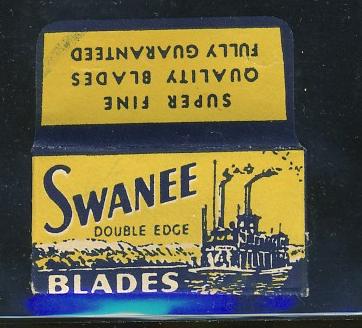 SUPER FINE
QUALITY BLADES
FULLY GUARANTEED
SWANEE
DOUBLE EDGE
BLADES